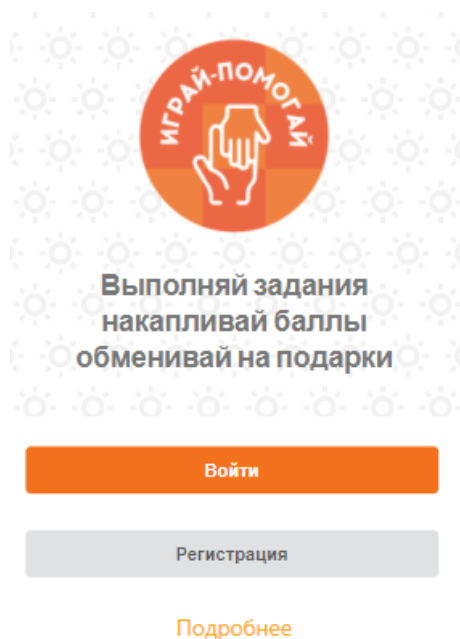 ИГРАЙ-ПОМОГАЙ
Выполняй задания
накапливай баллы
обменивай на подарки
Войти
Регистрация
Подробнее